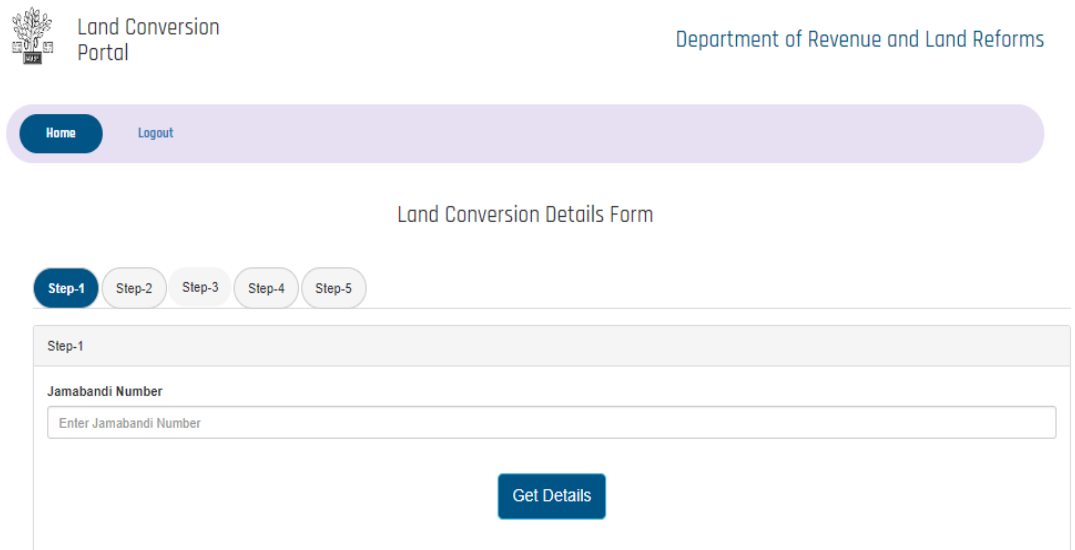 Land Conversion
Portal
Department of Revenue and Land Reforms
Home Logout
Land Conversion Details Form
Step-1 Step-2 Step-3 Step-4 Step-5
Step-1
Jamabandi Number
Enter Jamabandi Number
Get Details